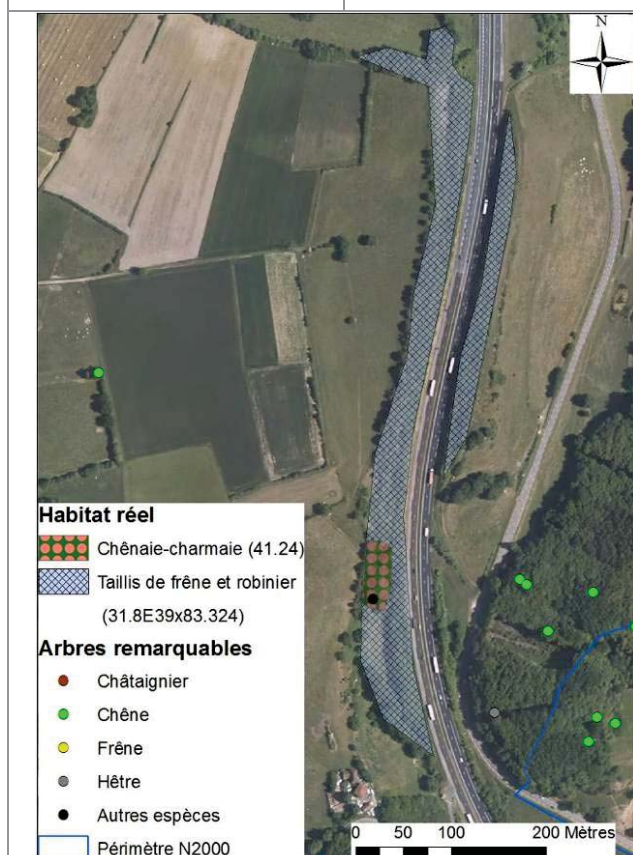 N
Habitat réel
Chênaie-charmaie (41.24)
Taillis de frêne et robinier
(31.8E39x83.324)
Arbres remarquables
Châtaignier
Chêne
Frêne
Hêtre
Autres espèces
Périmètre N2000
0 50 100 200 Mètres